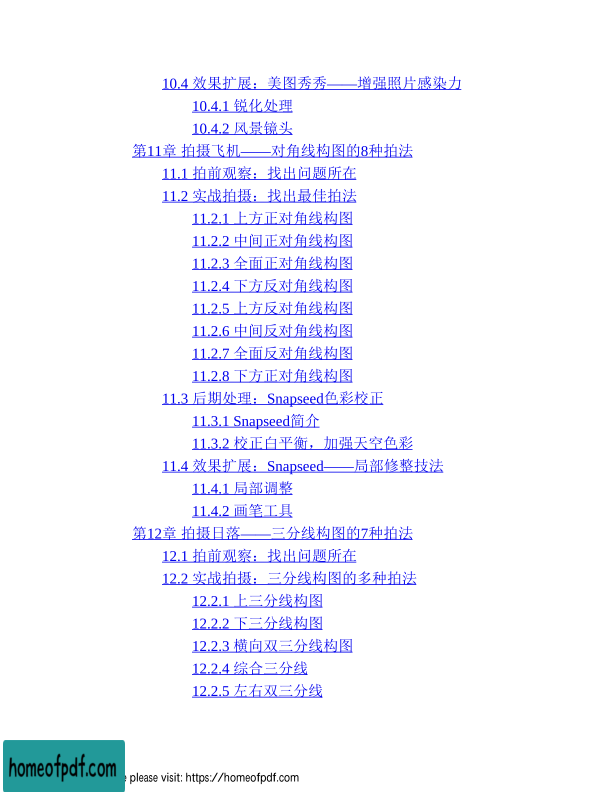 10.4 效果扩展：美图秀秀——增强照片感染力
10.4.1 锐化处理
10.4.2 风景镜头
第11章 拍摄飞机——对角线构图的8种拍法
11.1 拍前观察：找出问题所在
11.2 实战拍摄：找出最佳拍法
11.2.1 上方正对角线构图
11.2.2 中间正对角线构图
11.2.3 全面正对角线构图
11.2.4 下方反对角线构图
11.2.5 上方反对角线构图
11.2.6 中间反对角线构图
11.2.7 全面反对角线构图
11.2.8 下方正对角线构图
11.3 后期处理：Snapseed色彩校正
11.3.1 Snapseed简介
11.3.2 校正白平衡，加强天空色彩
11.4 效果扩展：Snapseed——局部修整技法
11.4.1 局部调整
11.4.2 画笔工具
第12章 拍摄日落——三分线构图的7种拍法
12.1 拍前观察：找出问题所在
12.2 实战拍摄：三分线构图的多种拍法
12.2.1 上三分线构图
12.2.2 下三分线构图
12.2.3 横向双三分线构图
12.2.4 综合三分线
12.2.5 左右双三分线
homeofpdf.com
please visit: https://homeofpdf.com